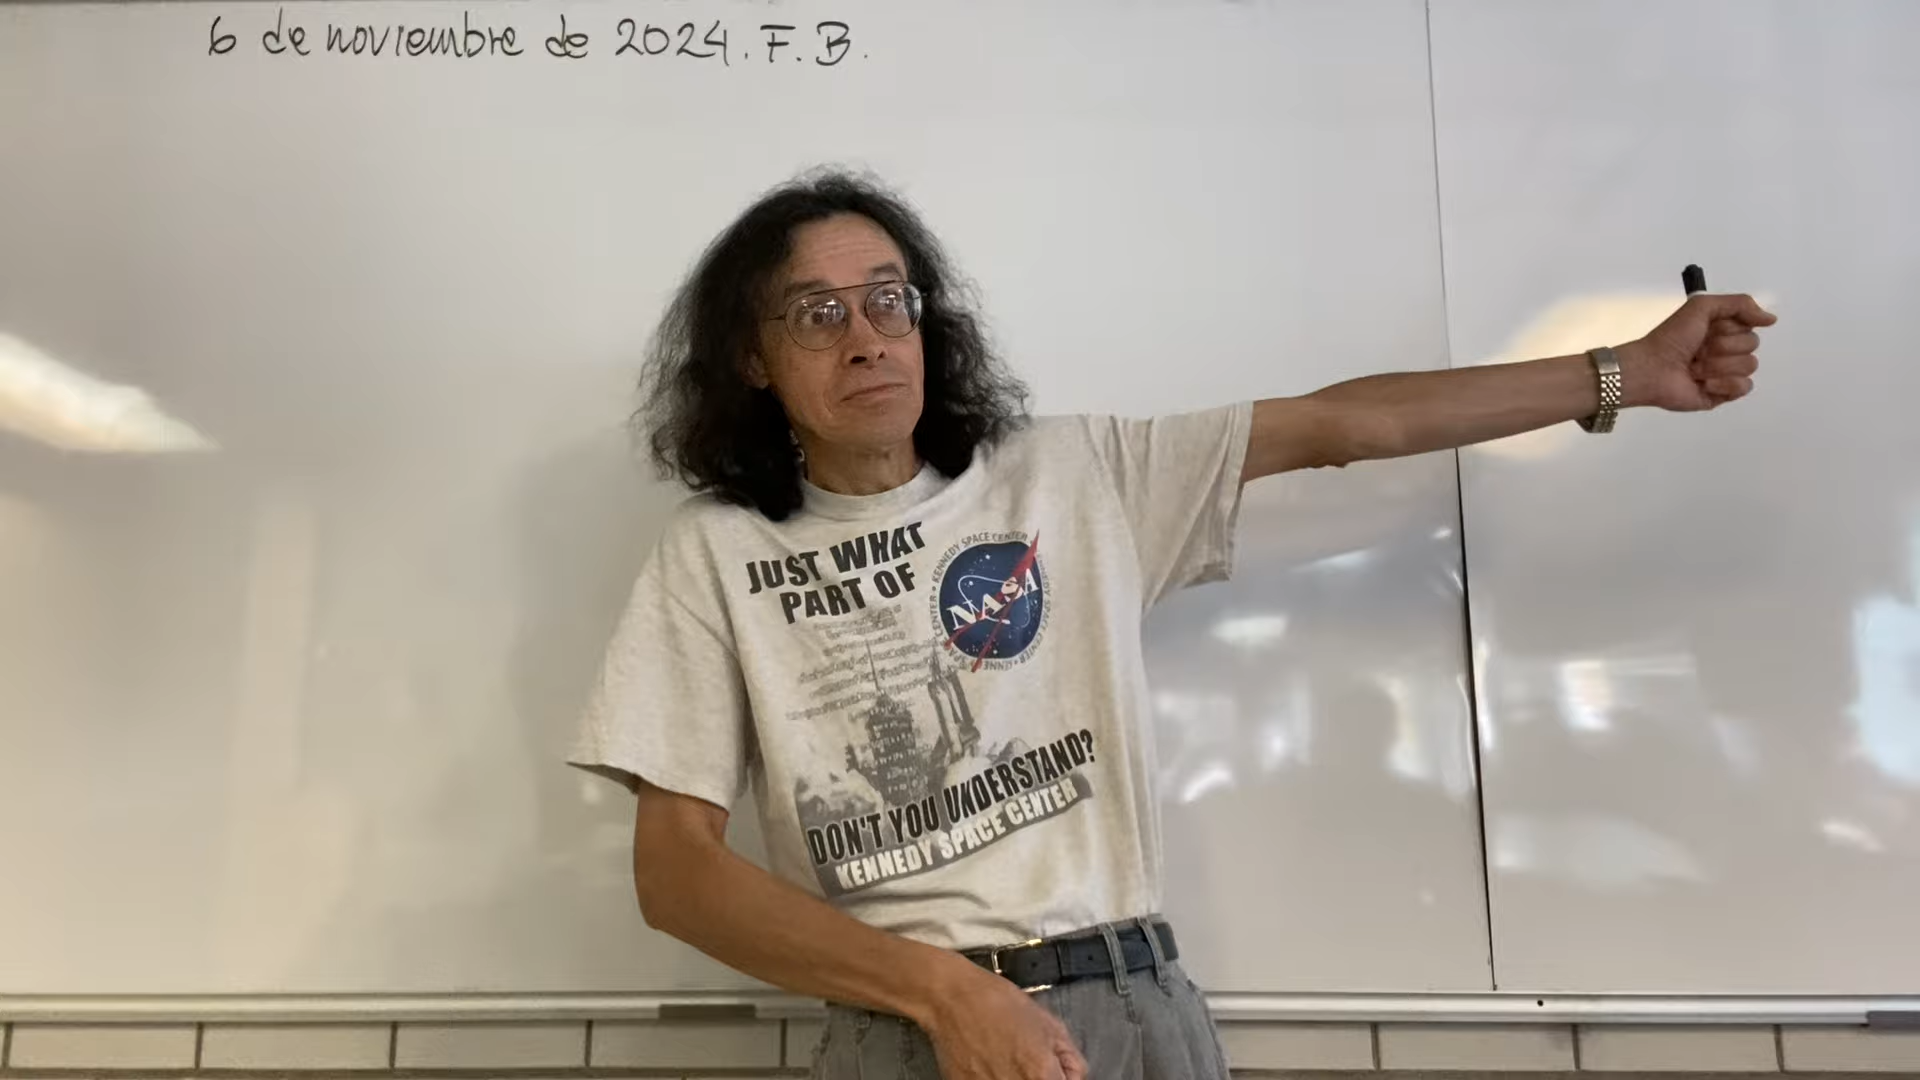 6 de noviembre de 2024. F. B.
JUST WHAT
PART OF
KENNEDY SPACE CENTER
NASA
DON'T YOU UNDERSTAND?
KENNEDY SPACE CENTER